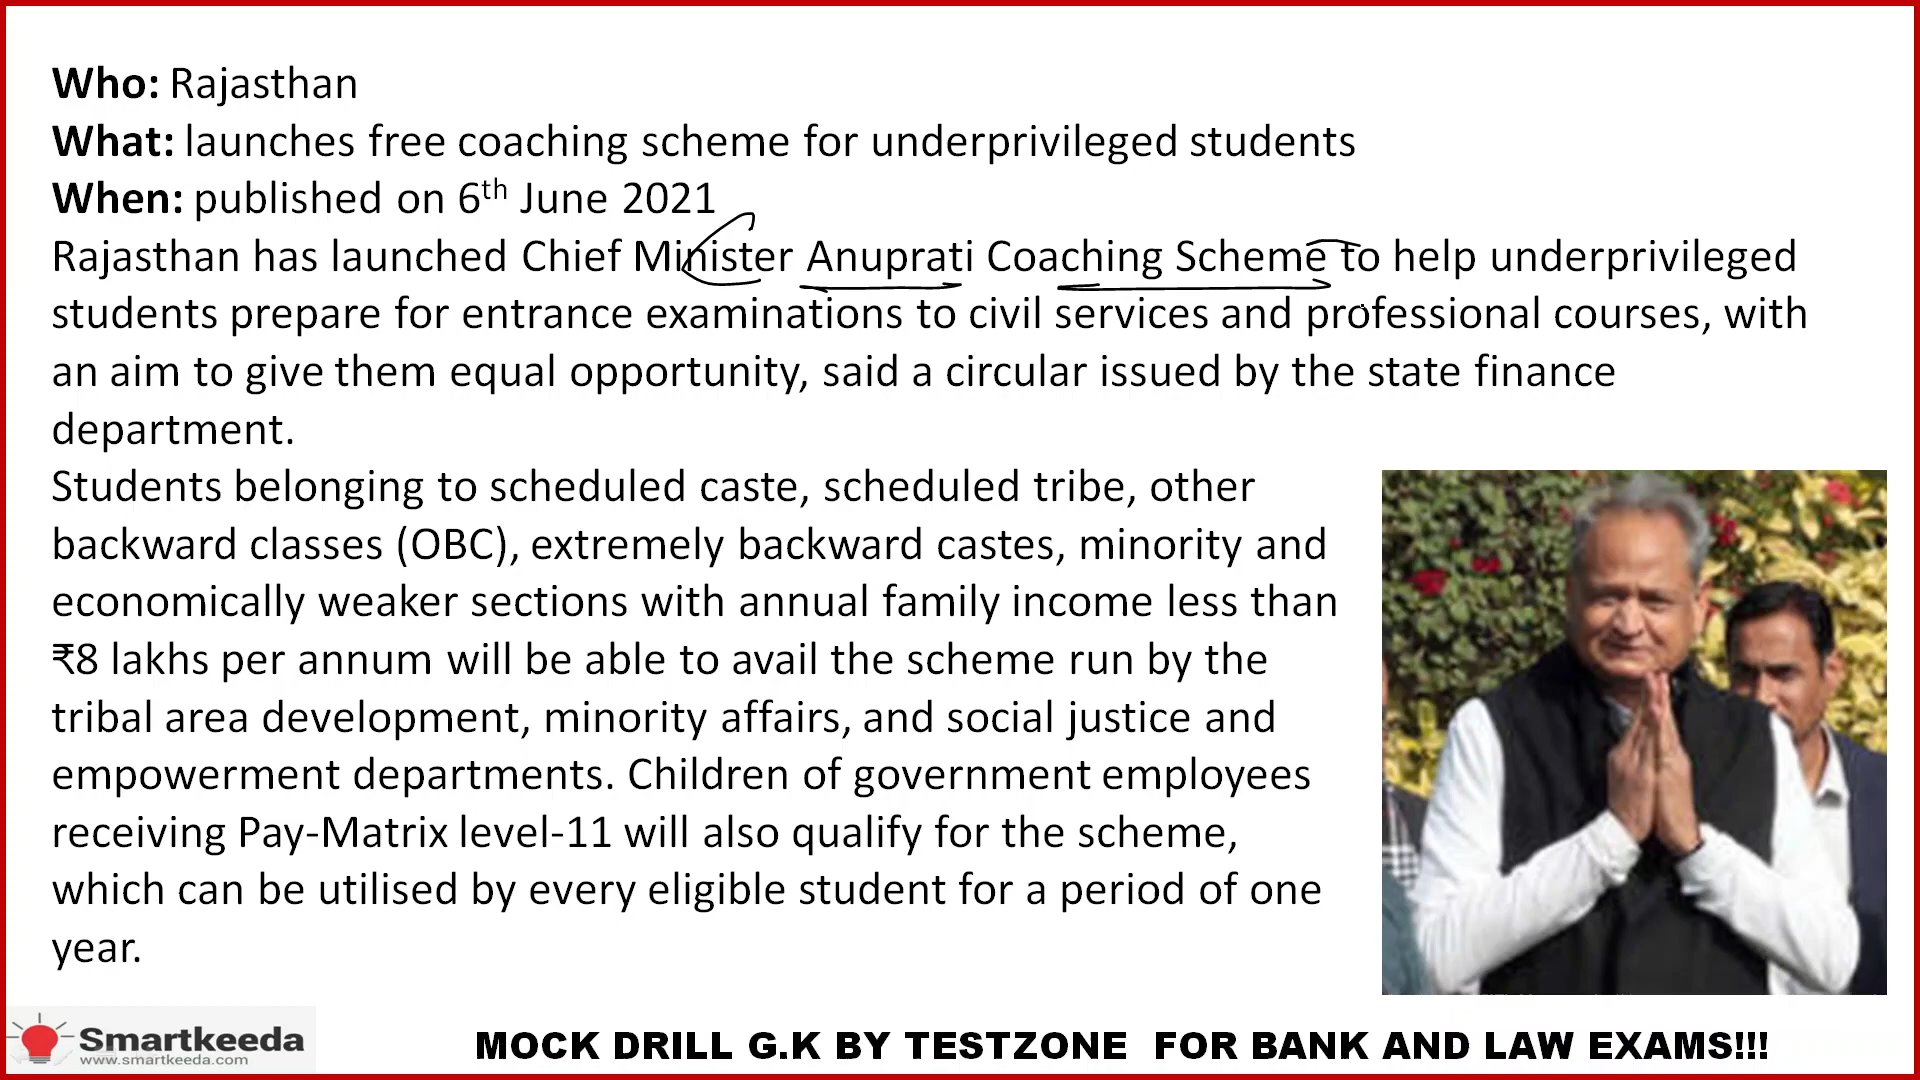 Who: Rajasthan
What: launches free coaching scheme for underprivileged students
When: published on 6th June 2021
Rajasthan has launched Chief Minister Anuprati Coaching Scheme to help underprivileged
students prepare for entrance examinations to civil services and professional courses, with
an aim to give them equal opportunity, said a circular issued by the state finance
department.
Students belonging to scheduled caste, scheduled tribe, other
backward classes (OBC), extremely backward castes, minority and
economically weaker sections with annual family income less than
₹8 lakhs per annum will be able to avail the scheme run by the
tribal area development, minority affairs, and social justice and
empowerment departments. Children of government employees
receiving Pay-Matrix level-11 will also qualify for the scheme,
which can be utilised by every eligible student for a period of one
year.
Smartkeeda
www.smartkeeda.com
MOCK DRILL G.K BY TESTZONE FOR BANK AND LAW EXAMS!!!